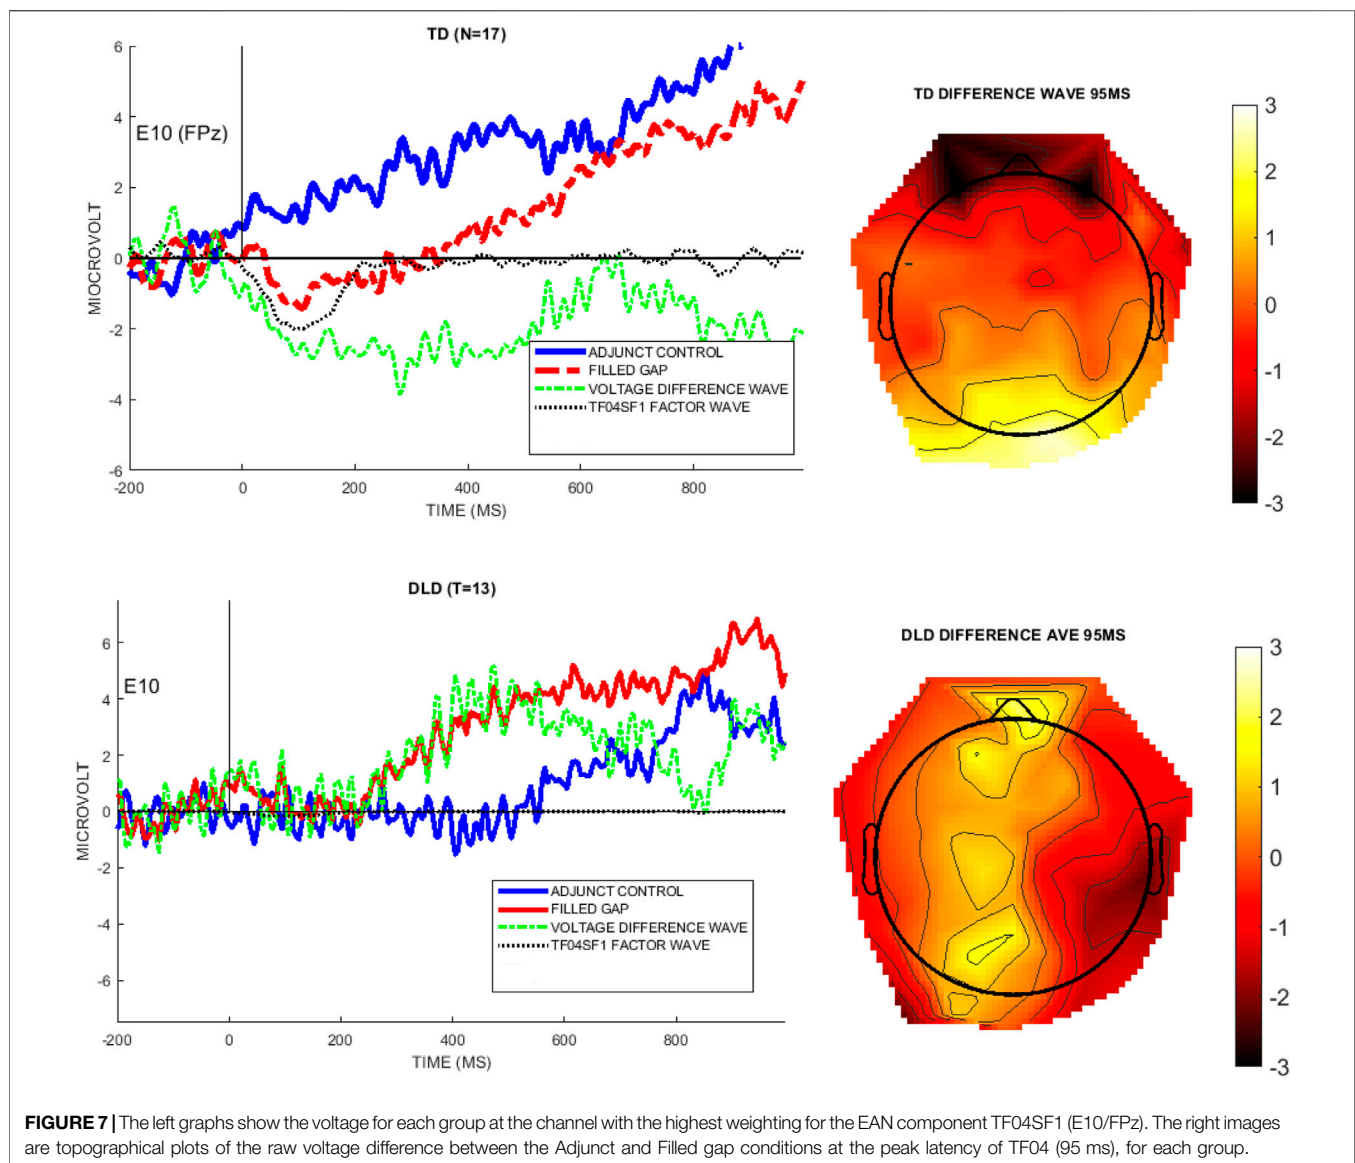 TD (N=17)
6
4
2
0
-2
-4
-6
E10 (FPz)
MIOCROVOLT
ADJUNCT CONTROL
FILLED GAP
VOLTAGE DIFFERENCE WAVE
TF04SF1 FACTOR WAVE
-200 0 200 400 600 800
TIME (MS)
TD DIFFERENCE WAVE 95MS
3
2
1
0
-1
-2
-3
DLD (T=13)
6
4
2
0
-2
-4
-6
E10
MICROVOLT
ADJUNCT CONTROL
FILLED GAP
VOLTAGE DIFFERENCE WAVE
TF04SF1 FACTOR WAVE
-200 0 200 400 600 800
TIME (MS)
DLD DIFFERENCE AVE 95MS
3
2
1
0
-1
-2
-3
FIGURE 7 | The left graphs show the voltage for each group at the channel with the highest weighting for the EAN component TF04SF1 (E10/FPz). The right images
are topographical plots of the raw voltage difference between the Adjunct and Filled gap conditions at the peak latency of TF04 (95 ms), for each group.